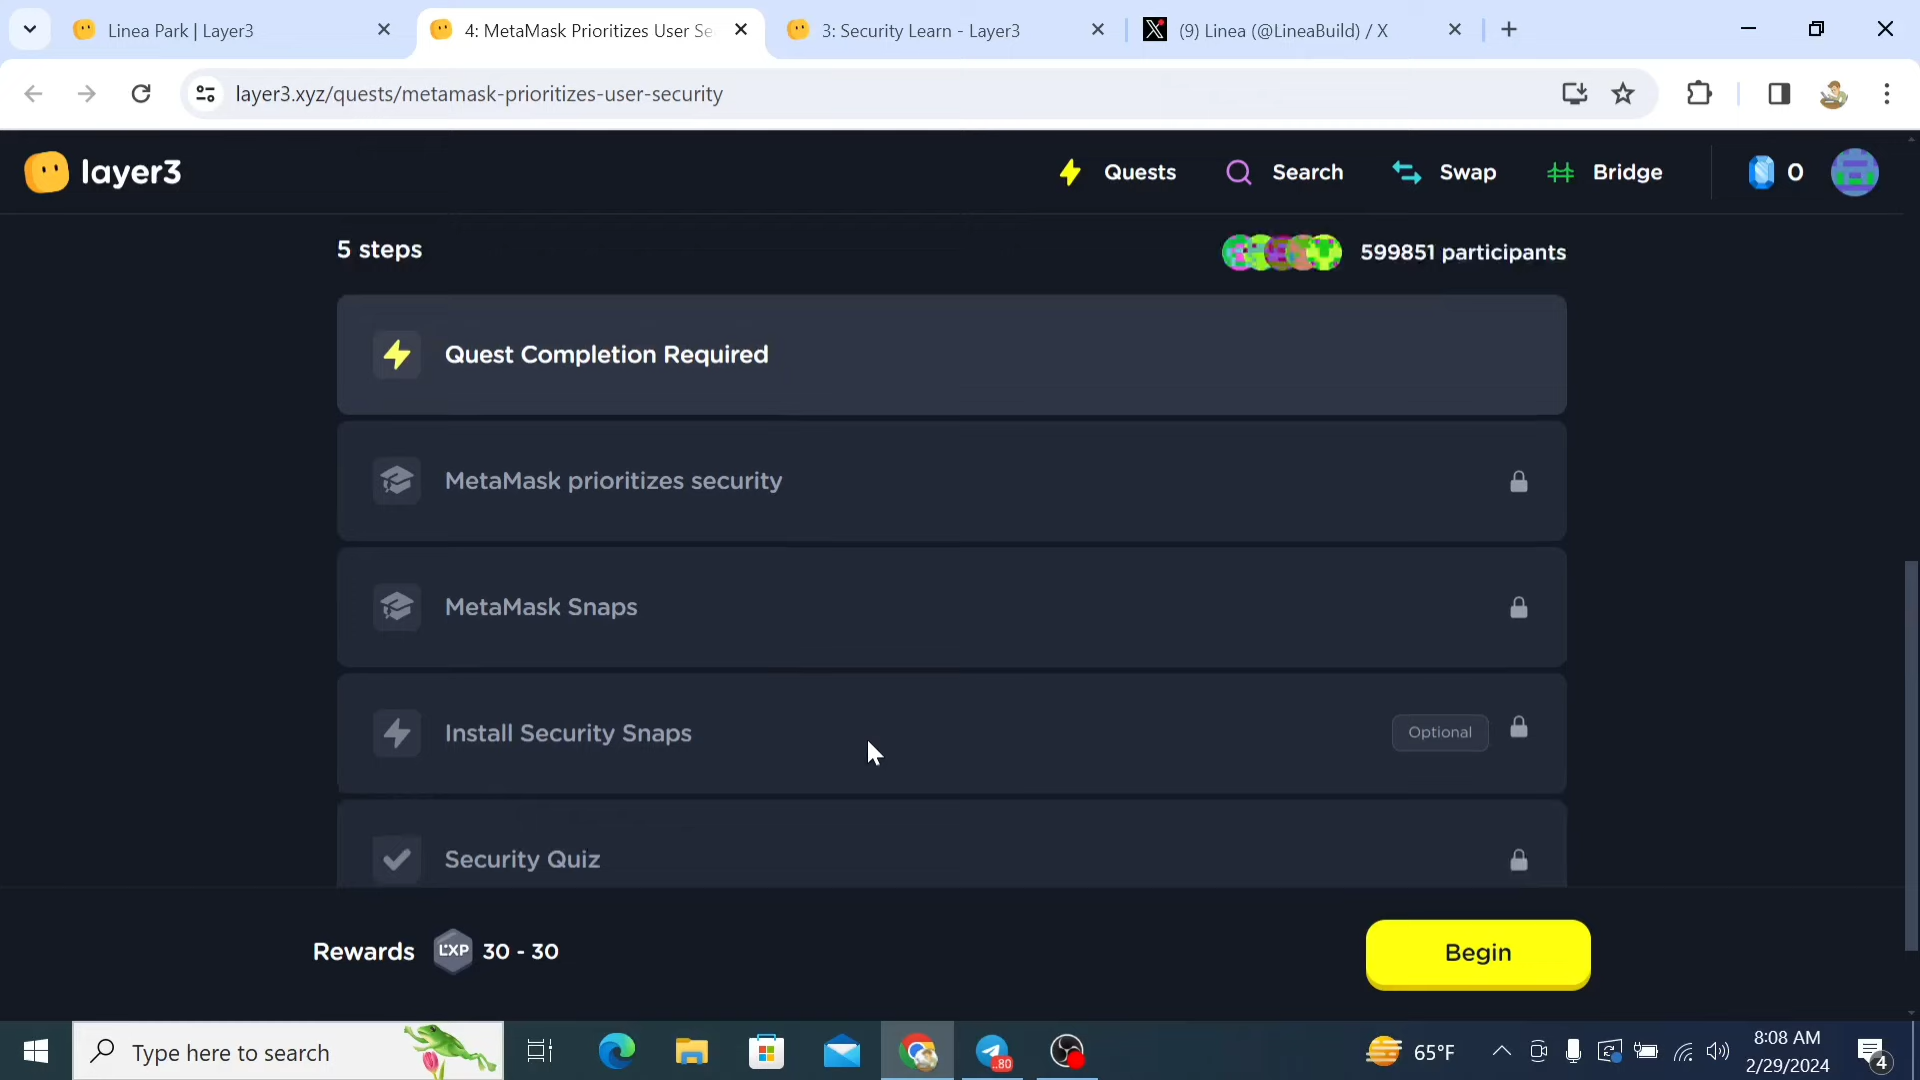 Linea Park | Layer3
4: MetaMask Prioritizes User Se
3: Security Learn - Layer3
(9) Linea (@LineaBuild) / X
layer3.xyz/quests/metamask-prioritizes-user-security
layer3
Quests
Search
Swap
Bridge
0
5 steps
599851 participants
Quest Completion Required
MetaMask prioritizes security
MetaMask Snaps
Install Security Snaps
Optional
Security Quiz
Rewards
LXP
30 - 30
Begin
Type here to search
..80
65°F
8:08 AM
2/29/2024
4